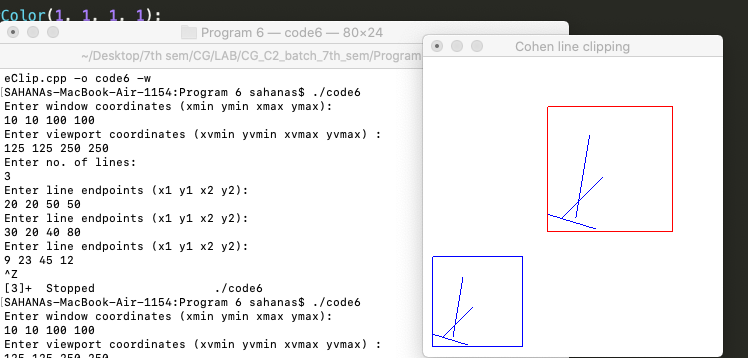 Color(1, 1, 1, 1);
Program 6 — code6 — 80×24
~/Desktop/7th sem/CG/LAB/CG_C2_batch_7th_sem/Program
eClip.cpp -o code6 -w
[SAHANAs-MacBook-Air-1154:Program 6 sahanas$ ./code6
Enter window coordinates (xmin ymin xmax ymax):
10 10 100 100
Enter viewport coordinates (xvmin yvmin xvmax yvmax) :
125 125 250 250
Enter no. of lines:
3
Enter line endpoints (x1 y1 x2 y2):
20 20 50 50
Enter line endpoints (x1 y1 x2 y2):
30 20 40 80
Enter line endpoints (x1 y1 x2 y2):
9 23 45 12
^Z
[3]+  Stopped                 ./code6
[SAHANAs-MacBook-Air-1154:Program 6 sahanas$ ./code6
Enter window coordinates (xmin ymin xmax ymax):
10 10 100 100
Enter viewport coordinates (xvmin yvmin xvmax yvmax) :
125 125 250 250
Cohen line clipping